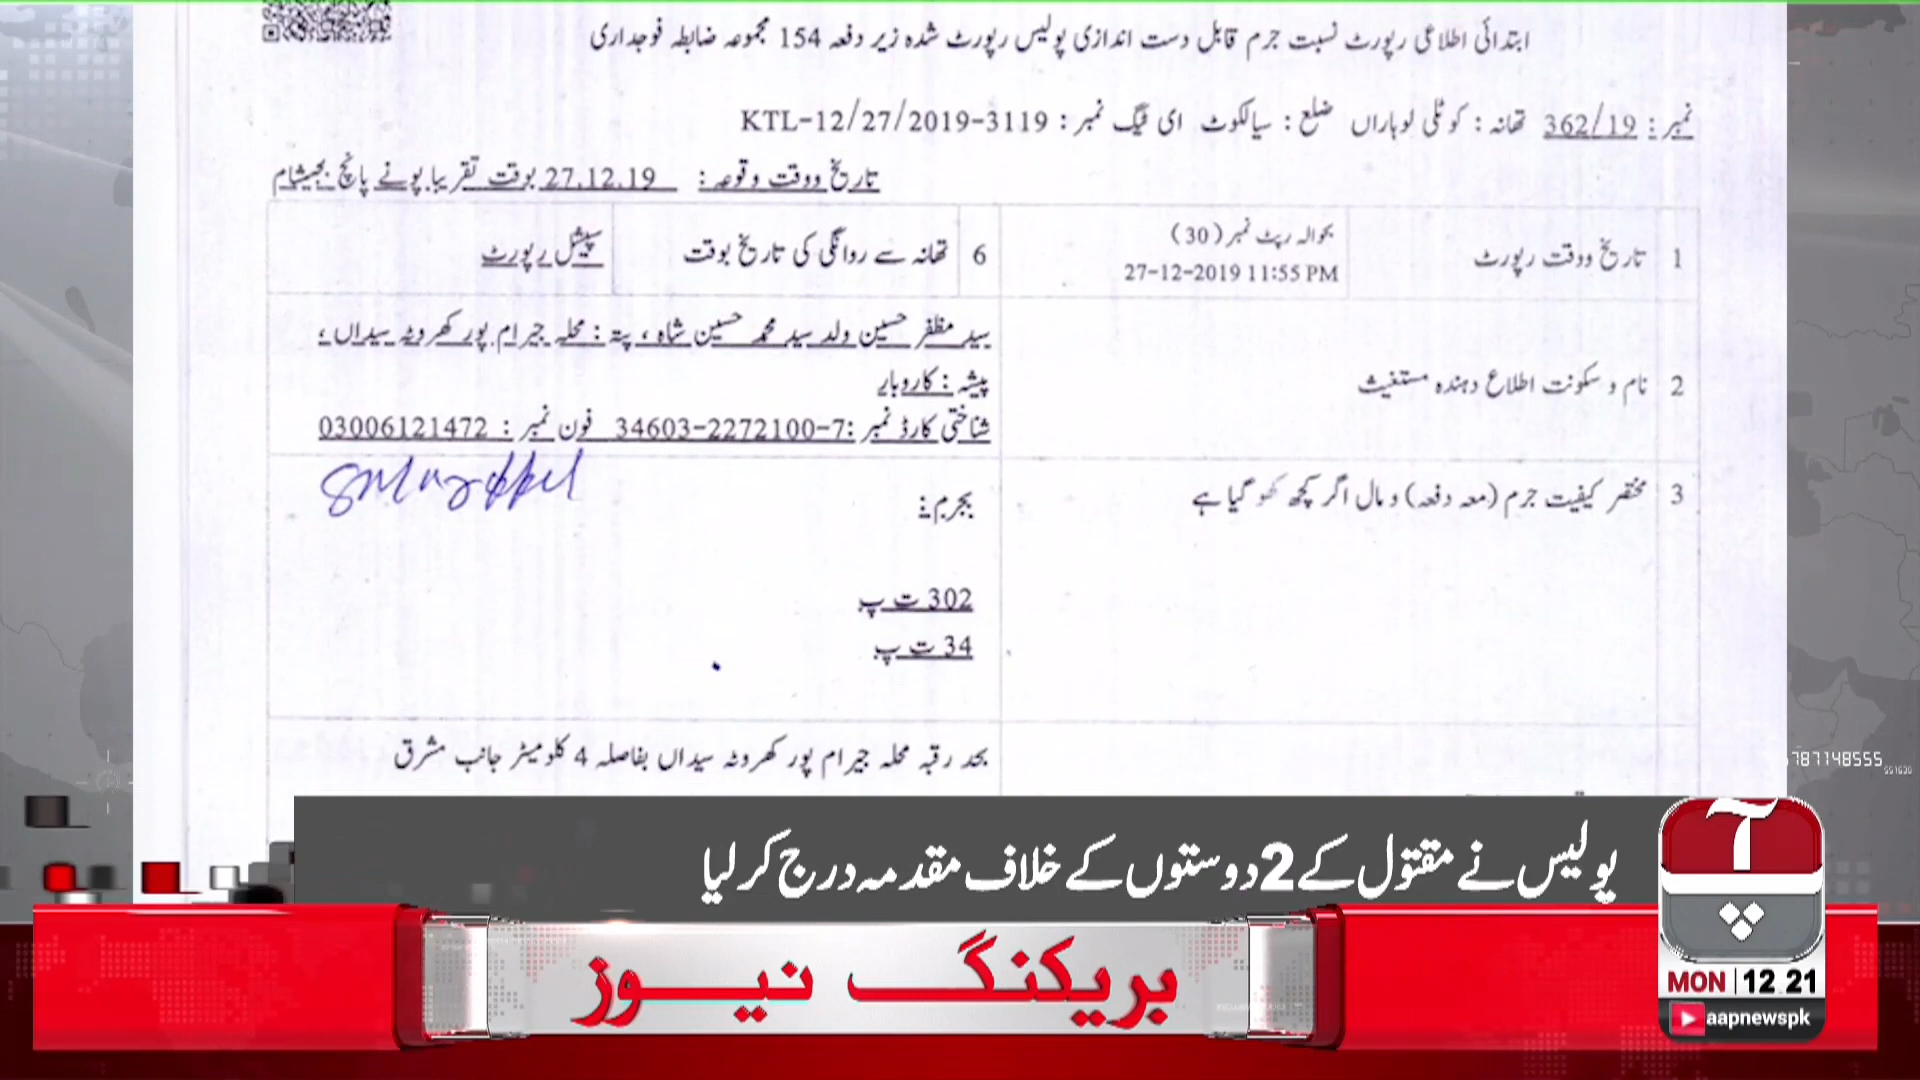 ابتدائی اطلاعی رپورٹ نسبت جرم قابل دست اندازی پولیس رپورٹ شدہ زیر دفعہ 154 مجموعہ ضابطہ فوجداری
نمبر : 362/19 تھانہ : کوٹلی لوہاراں ضلع : سیالکوٹ ای ٹیگ نمبر : KTL-12/27/2019-3119
تاریخ ووقت وقوعہ : 27.12.19 بوقت تقریبا پونے پانچ بجےشام
1 تاریخ ووقت رپورٹ
بحوالہ رپٹ نمبر (30)
27-12-2019 11:55 PM
6 تھانہ سے روانگی کی تاریخ بوقت
سپیشل رپورٹ
2 نام و سکونت اطلاع دہندہ مستغیث
سید مظفر حسین ولد سید محمد حسین شاہ ، پتہ : محلہ جیرام پور کھروٹہ سیداں ،
پیشہ : کاروبار
شناختی کارڈ نمبر :7-2272100-34603 فون نمبر : 03006121472
3 مختصر کیفیت جرم (معہ دفعہ) و مال اگر کچھ کھو گیا ہے
بجرم :
302 ت پ
34 ت پ
بحد رقبہ محلہ جیرام پور کھروٹہ سیداں بفاصلہ 4 کلومیٹر جانب مشرق
787148555
پولیس نے مقتول کے 2 دوستوں کے خلاف مقدمہ درج کر لیا
بریکنگ نیوز
آپ
MON 12 21
aapnewspk